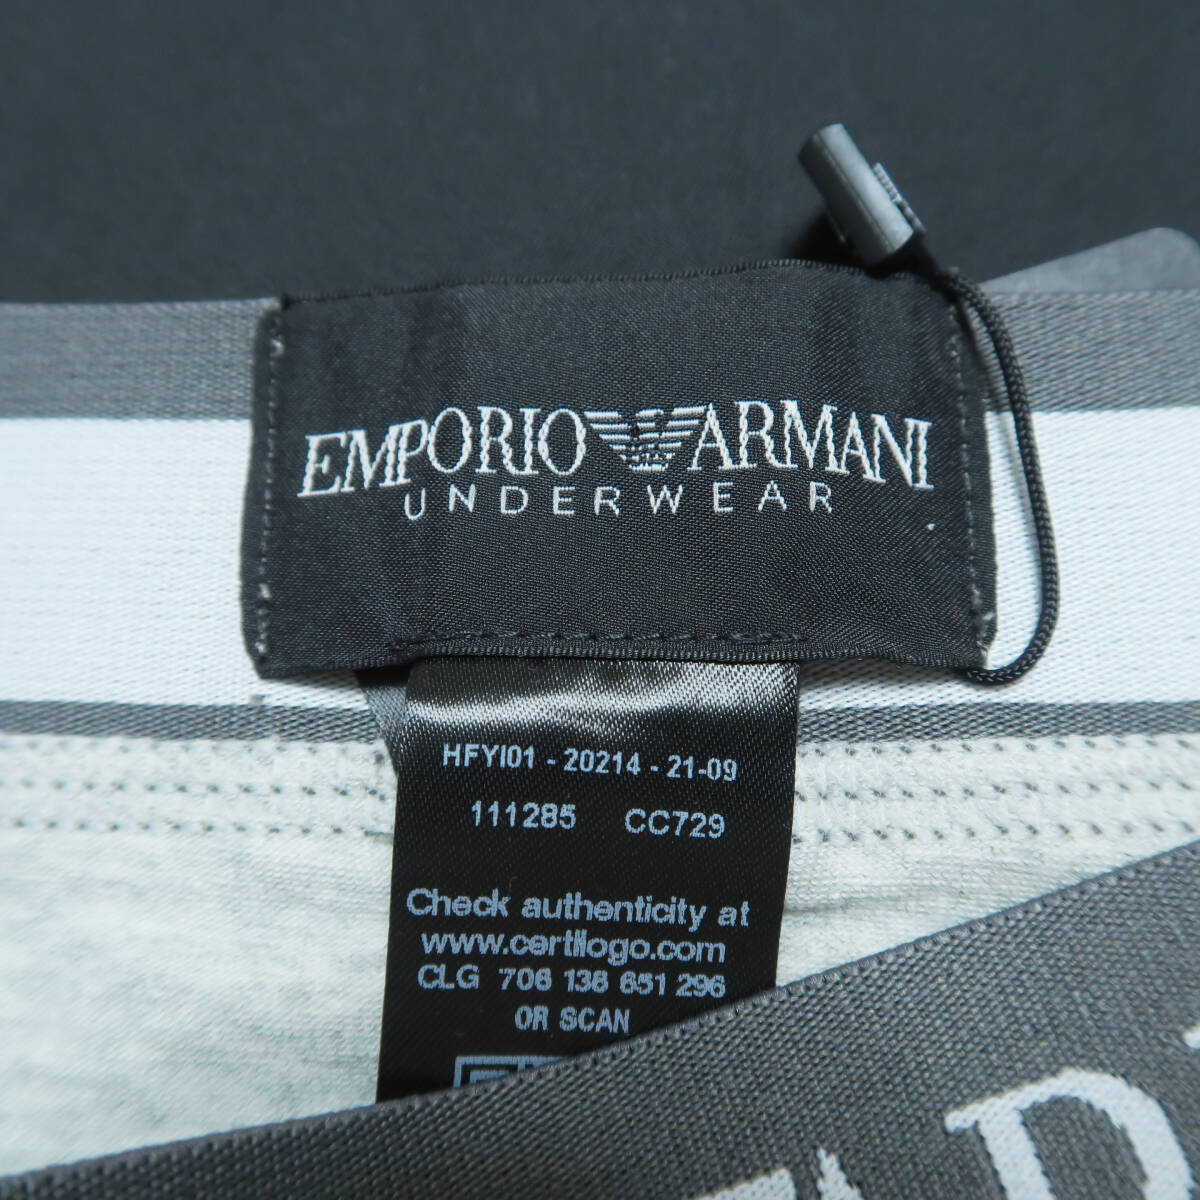 EMPORIO ARMANI
UNDERWEAR
HFYI01 - 20214 - 21-09
111285 CC729
Check authenticity at
www.certilogo.com
CLG 706 138 651 296
OR SCAN